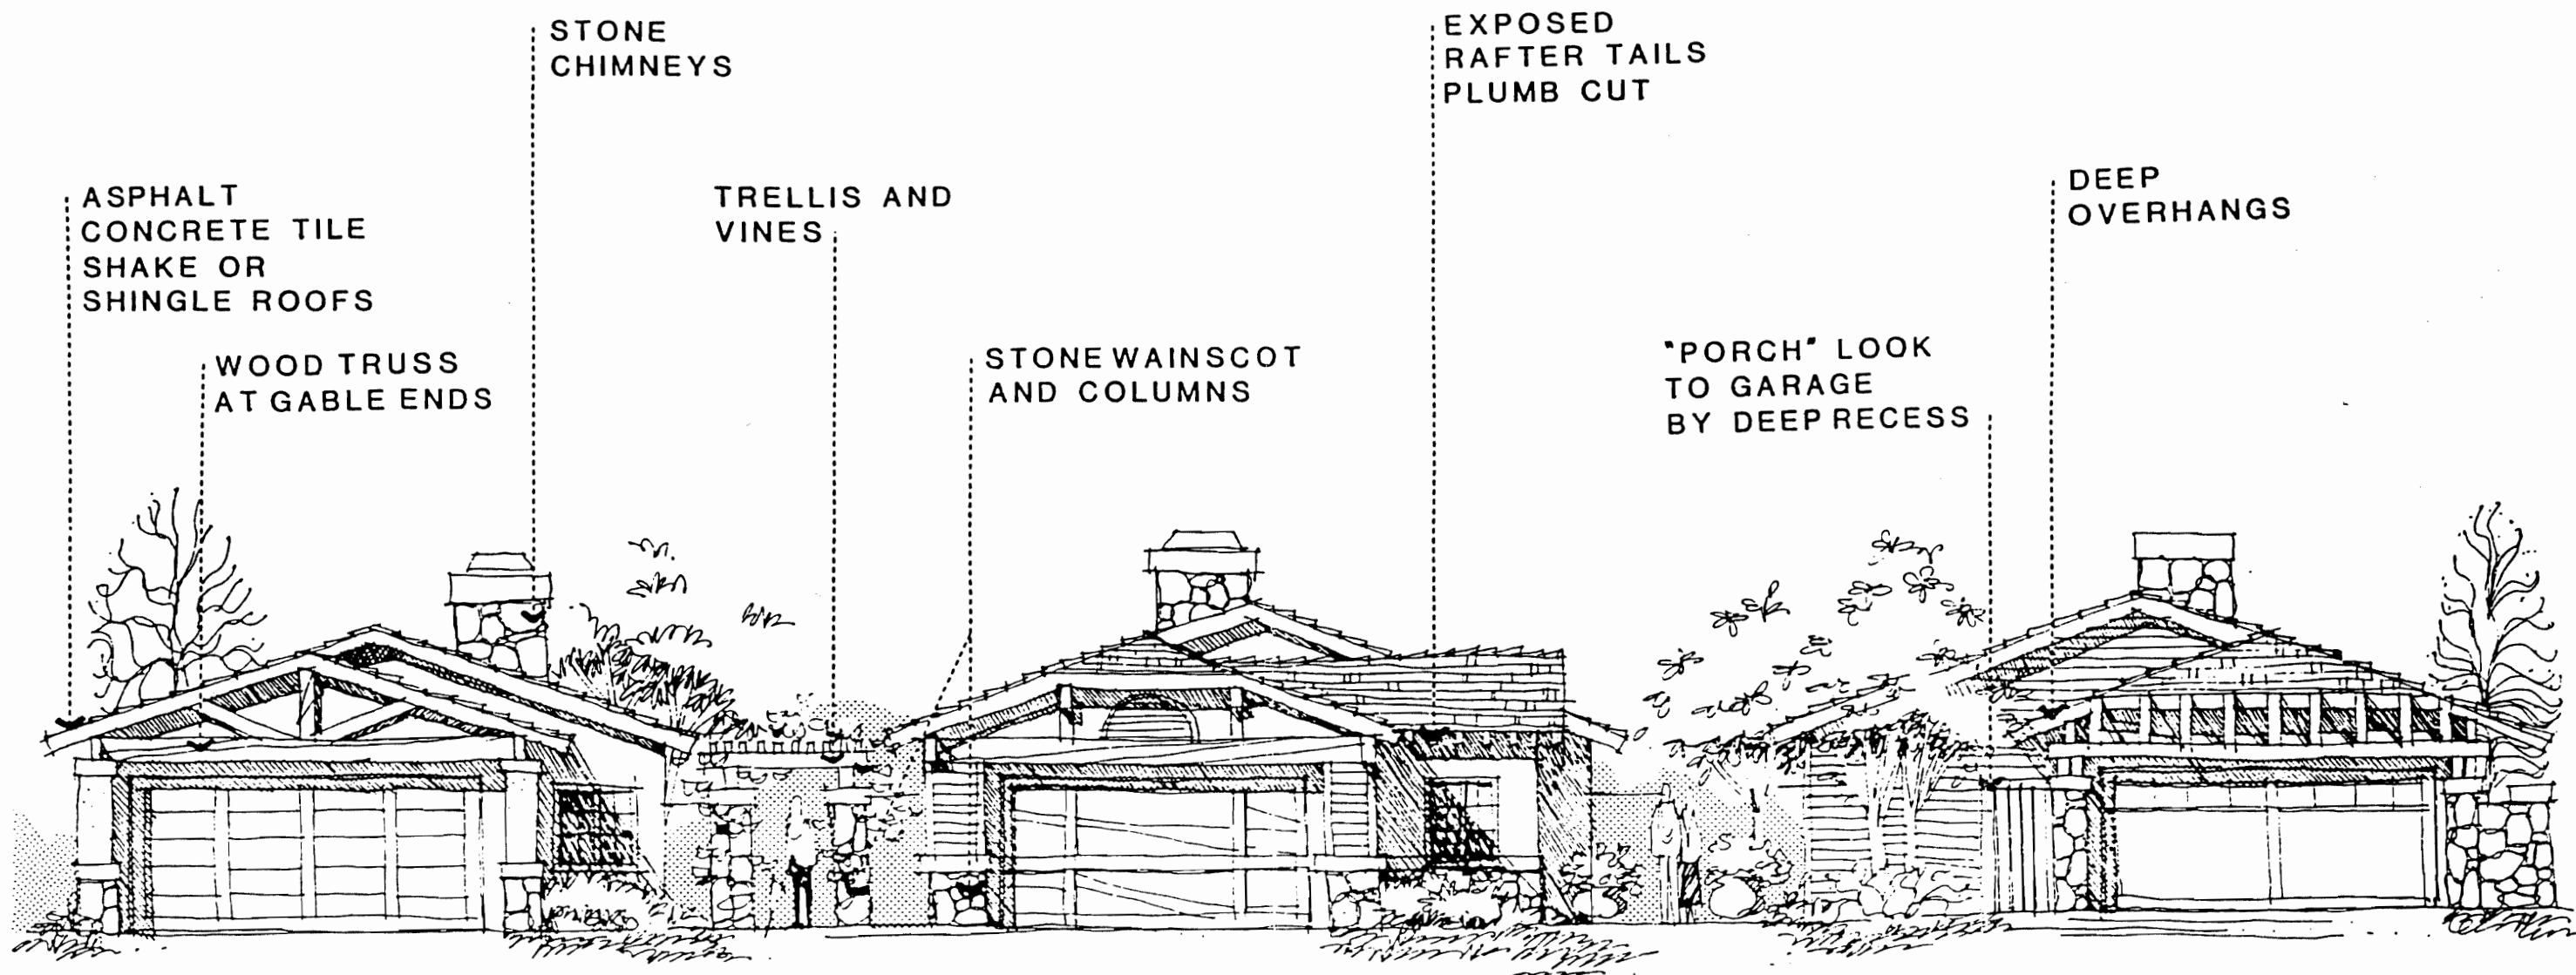 STONE
CHIMNEYS
EXPOSED
RAFTER TAILS
PLUMB CUT
ASPHALT
CONCRETE TILE
SHAKE OR
SHINGLE ROOFS
TRELLIS AND
VINES
DEEP
OVERHANGS
WOOD TRUSS
AT GABLE ENDS
STONE WAINSCOT
AND COLUMNS
"PORCH" LOOK
TO GARAGE
BY DEEP RECESS